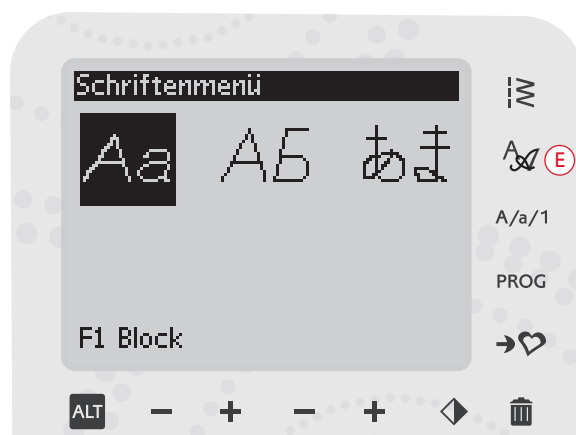 Schriftenmenü
Aa АБ あま
E
A/a/1
PROG
F1 Block
ALT